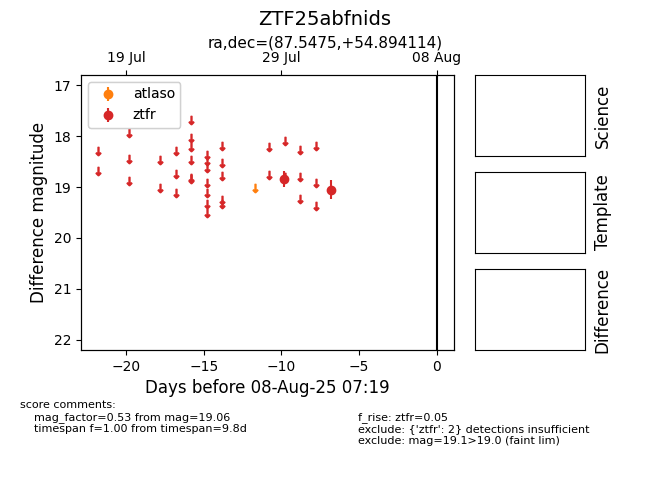 ZTF25abfnids
ra,dec=(87.5475,+54.894114)
19 Jul
29 Jul
08 Aug
atlaso
ztfr
17
18
19
20
21
22
Difference magnitude
−20
−15
−10
−5
0
Days before 08-Aug-25 07:19
Science
Template
Difference
score comments:
mag_factor=0.53 from mag=19.06
timespan f=1.00 from timespan=9.8d
f_rise: ztfr=0.05
exclude: {'ztfr': 2} detections insufficient
exclude: mag=19.1>19.0 (faint lim)